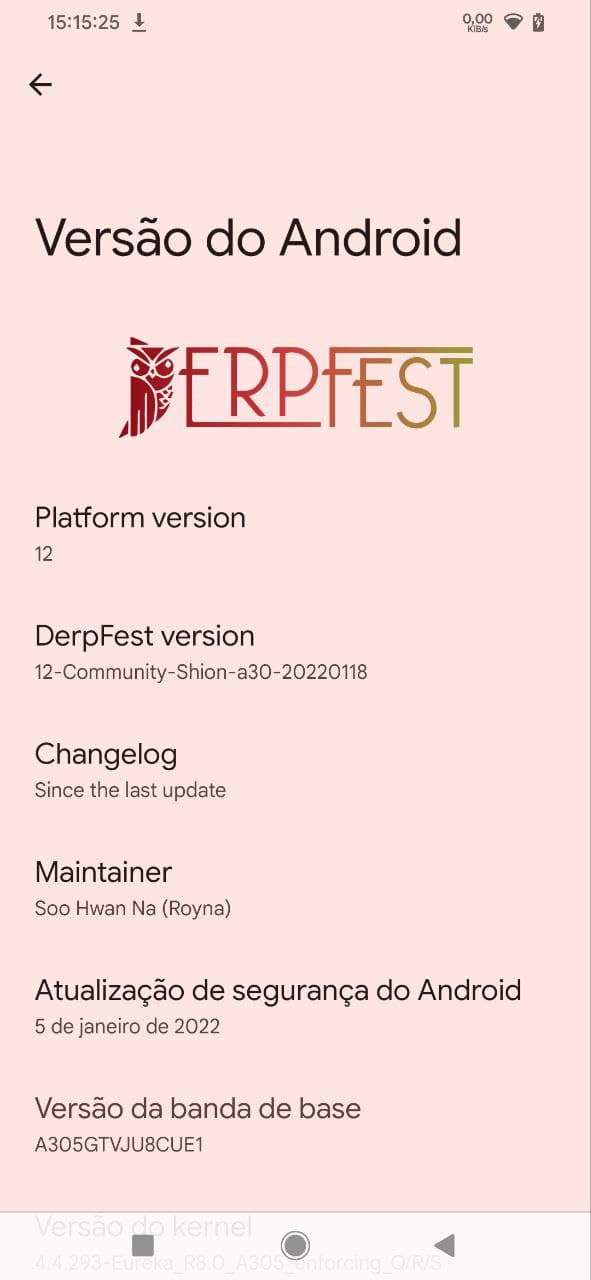 15:15:25
0,00
KiB/s
Versão do Android
DERPFEST
Platform version
12
DerpFest version
12-Community-Shion-a30-20220118
Changelog
Since the last update
Maintainer
Soo Hwan Na (Royna)
Atualização de segurança do Android
5 de janeiro de 2022
Versão da banda de base
A305GTVJU8CUE1
Versão do kernel
4.4.293-Eureka_R8.0_A305_enforcing_Q/R/S